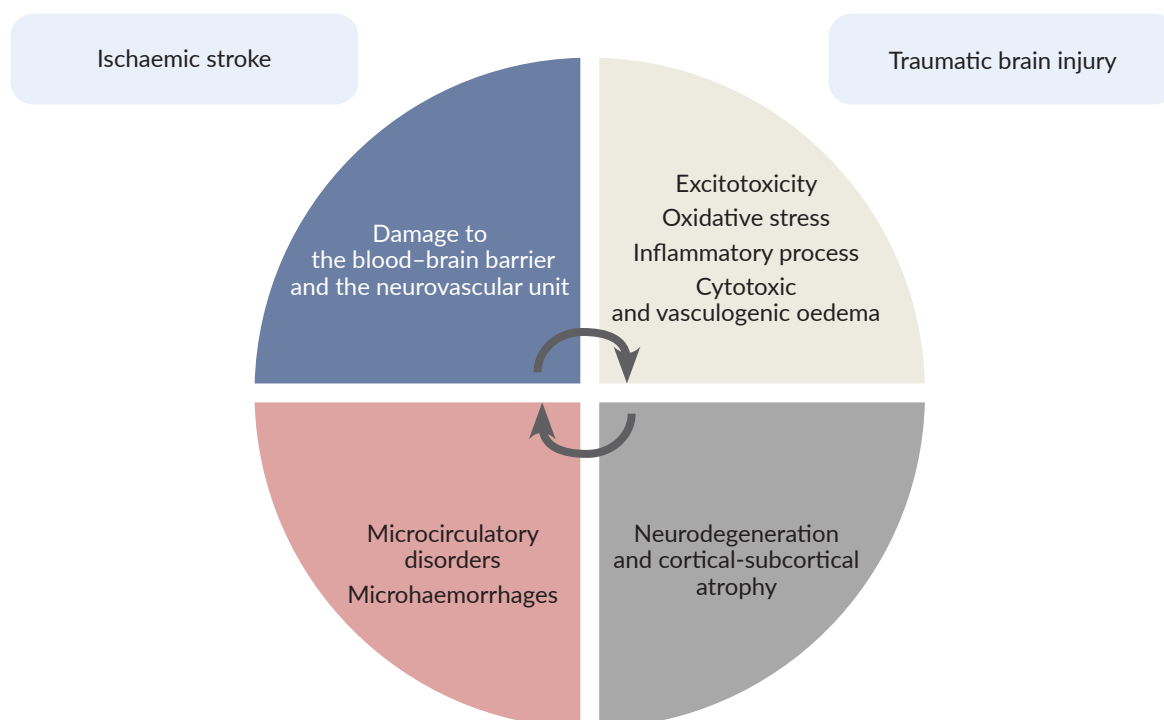 Ischaemic stroke
Traumatic brain injury
Damage to
the blood–brain barrier
and the neurovascular unit
Excitotoxicity
Oxidative stress
Inflammatory process
Cytotoxic
and vasculogenic oedema
Microcirculatory
disorders
Microhaemorrhages
Neurodegeneration
and cortical-subcortical
atrophy